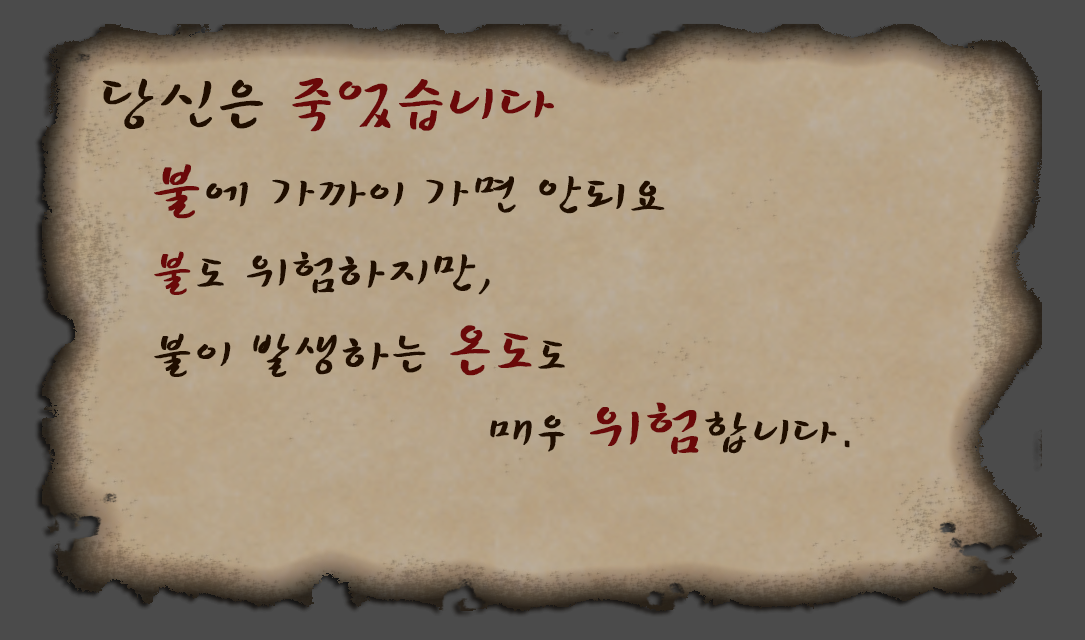 당신은 죽었습니다
불에 가까이 가면 안되요
불도 위험하지만,
불이 발생하는 온도도
매우 위험합니다.